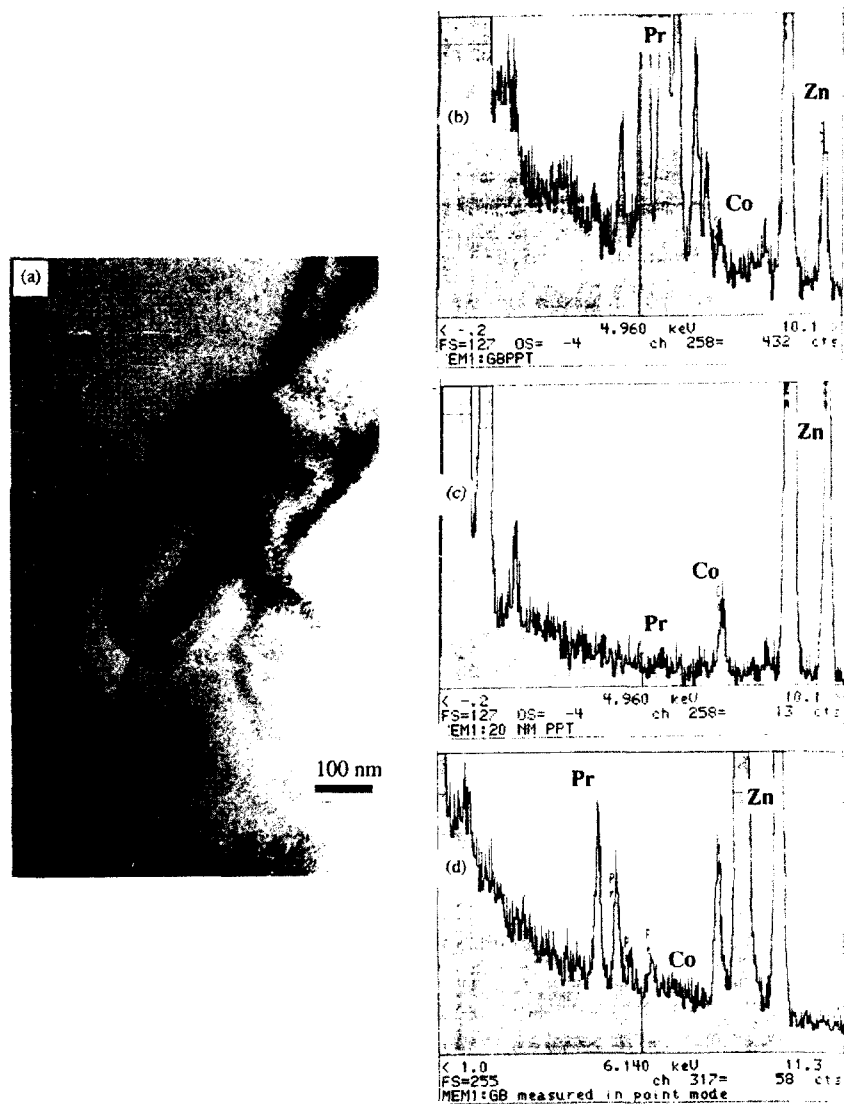 (a)
100 nm
(b)
Pr
Co
Zn
< -.2 4.960 keV 10.1 >
FS=127 OS= -4 ch 258= 432 cts
EM1:GBPPT
(c)
Pr
Co
Zn
< -.2 4.960 keV 10.1 >
FS=127 OS= -4 ch 258= 13 cts
EM1:20 NM PPT
(d)
Pr
Co
Zn
< 1.0 6.140 keV 11.3
FS=255 ch 317= 58 cts
MEM1:GB measured in point mode